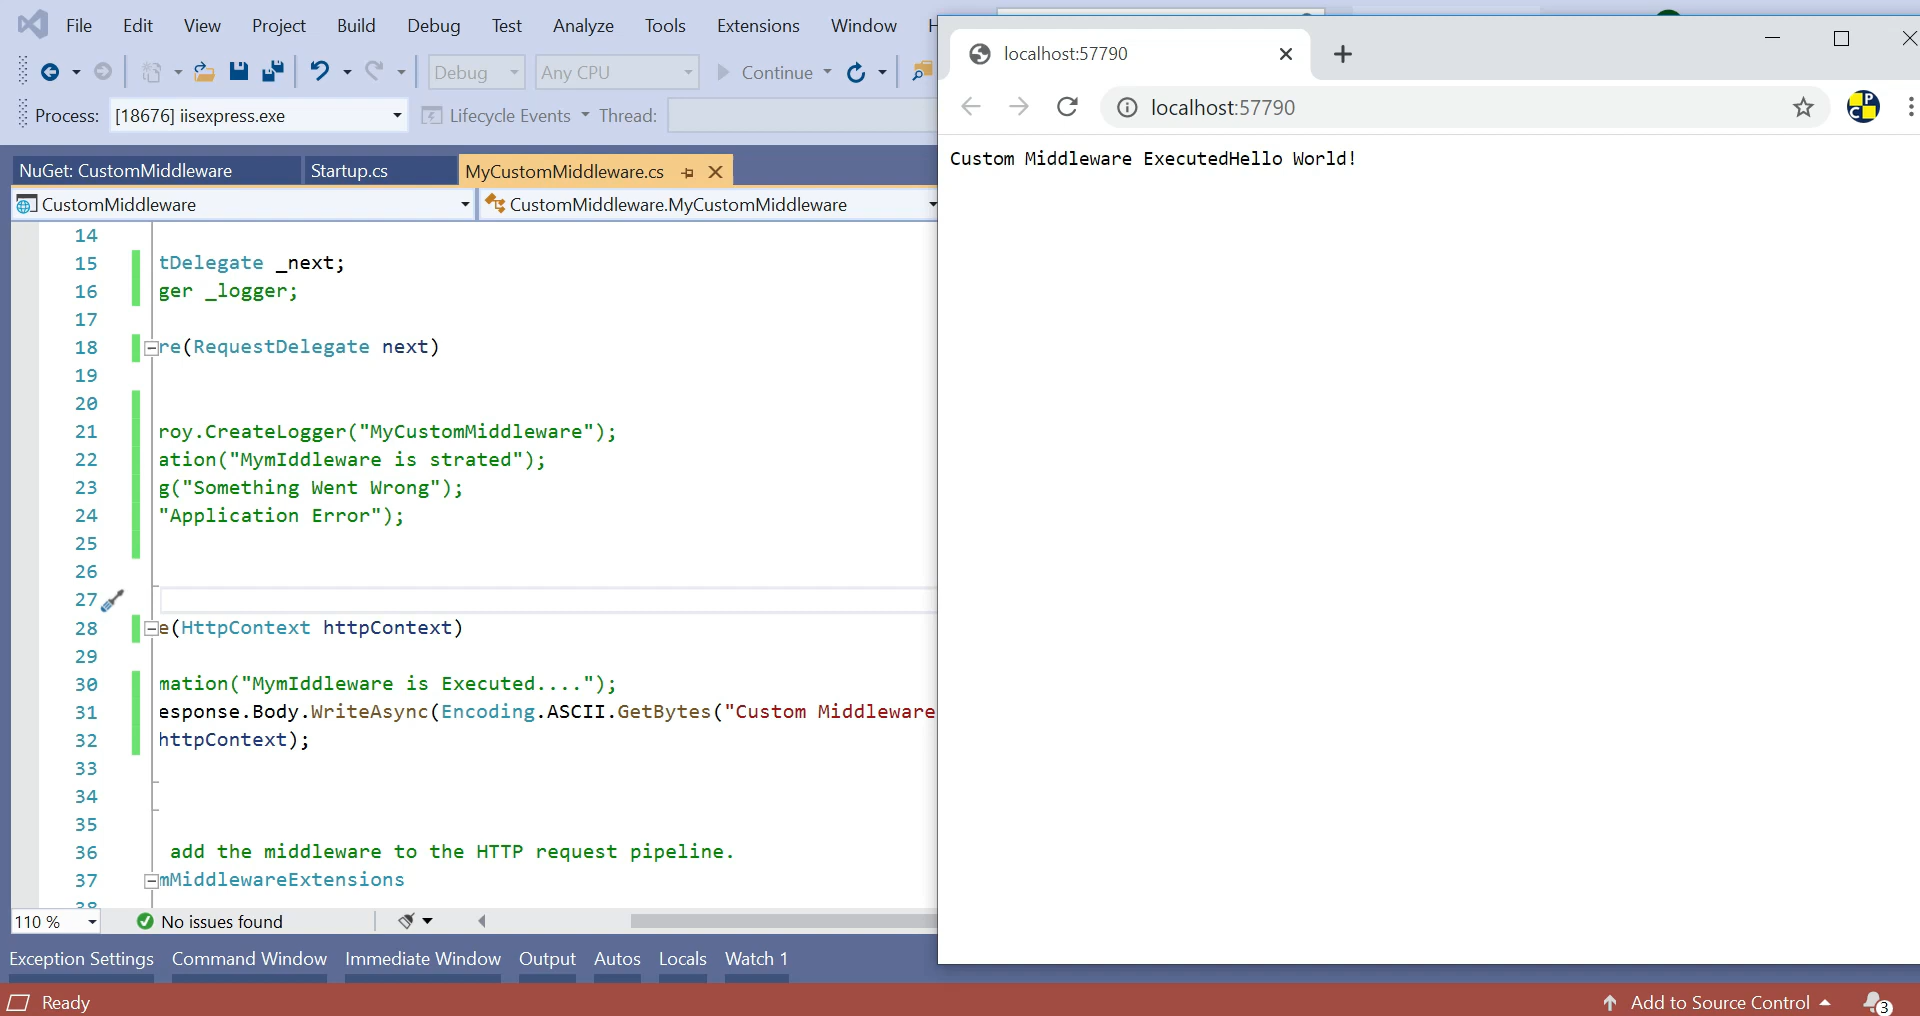 File Edit View Project Build Debug Test Analyze Tools Extensions Window
Debug Any CPU Continue
Process: [18676] iisexpress.exe Lifecycle Events Thread:
NuGet: CustomMiddleware Startup.cs MyCustomMiddleware.cs
CustomMiddleware CustomMiddleware.MyCustomMiddleware
14
15 tDelegate _next;
16 ger _logger;
17
18 re(RequestDelegate next)
19
20
21 roy.CreateLogger("MyCustomMiddleware");
22 ation("MymIddleware is strated");
23 g("Something Went Wrong");
24 "Application Error");
25
26
27
28 e(HttpContext httpContext)
29
30 mation("MymIddleware is Executed....");
31 esponse.Body.WriteAsync(Encoding.ASCII.GetBytes("Custom Middleware
32 httpContext);
33
34
35
36 add the middleware to the HTTP request pipeline.
37 mMiddlewareExtensions
38
110 % No issues found
Exception Settings Command Window Immediate Window Output Autos Locals Watch 1
Ready
localhost:57790
localhost:57790
CP
Custom Middleware ExecutedHello World!
Add to Source Control 3